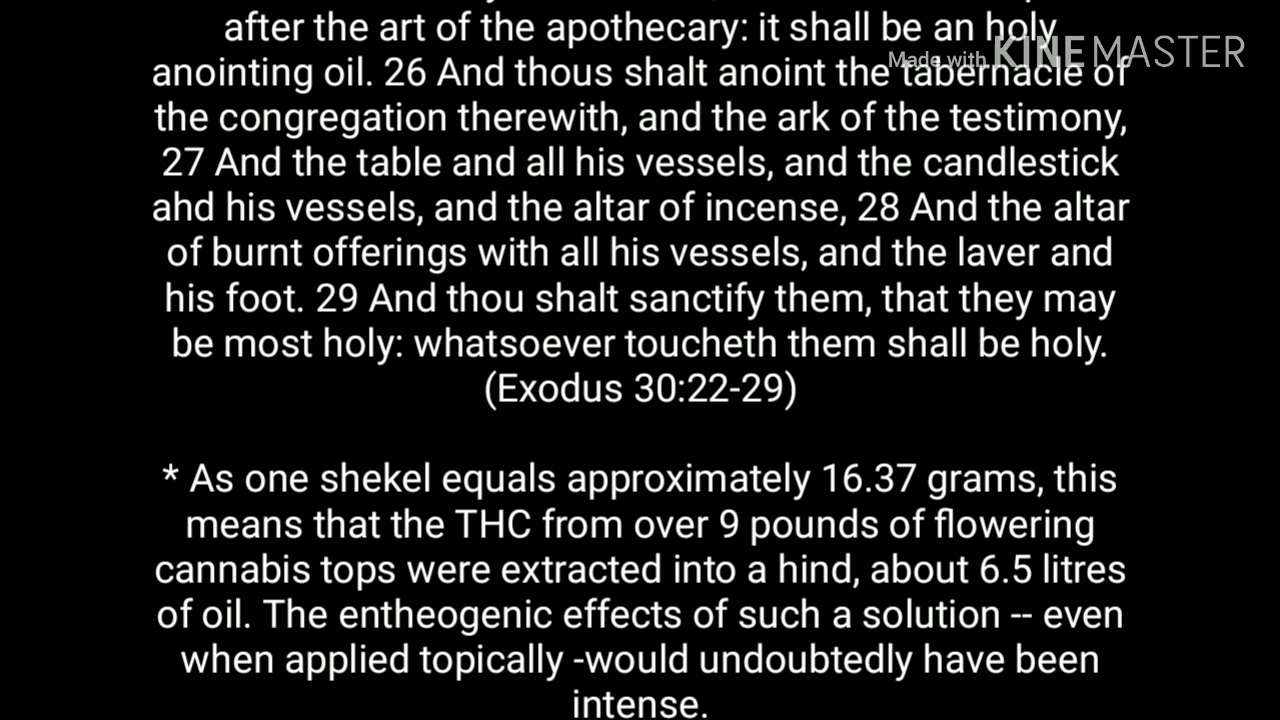 after the art of the apothecary: it shall be an holy
Made with KINEMASTER
anointing oil. 26 And thous shalt anoint the tabernacle of
the congregation therewith, and the ark of the testimony,
27 And the table and all his vessels, and the candlestick
ahd his vessels, and the altar of incense, 28 And the altar
of burnt offerings with all his vessels, and the laver and
his foot. 29 And thou shalt sanctify them, that they may
be most holy: whatsoever toucheth them shall be holy.
(Exodus 30:22-29)
* As one shekel equals approximately 16.37 grams, this
means that the THC from over 9 pounds of flowering
cannabis tops were extracted into a hind, about 6.5 litres
of oil. The entheogenic effects of such a solution -- even
when applied topically -would undoubtedly have been
intense.